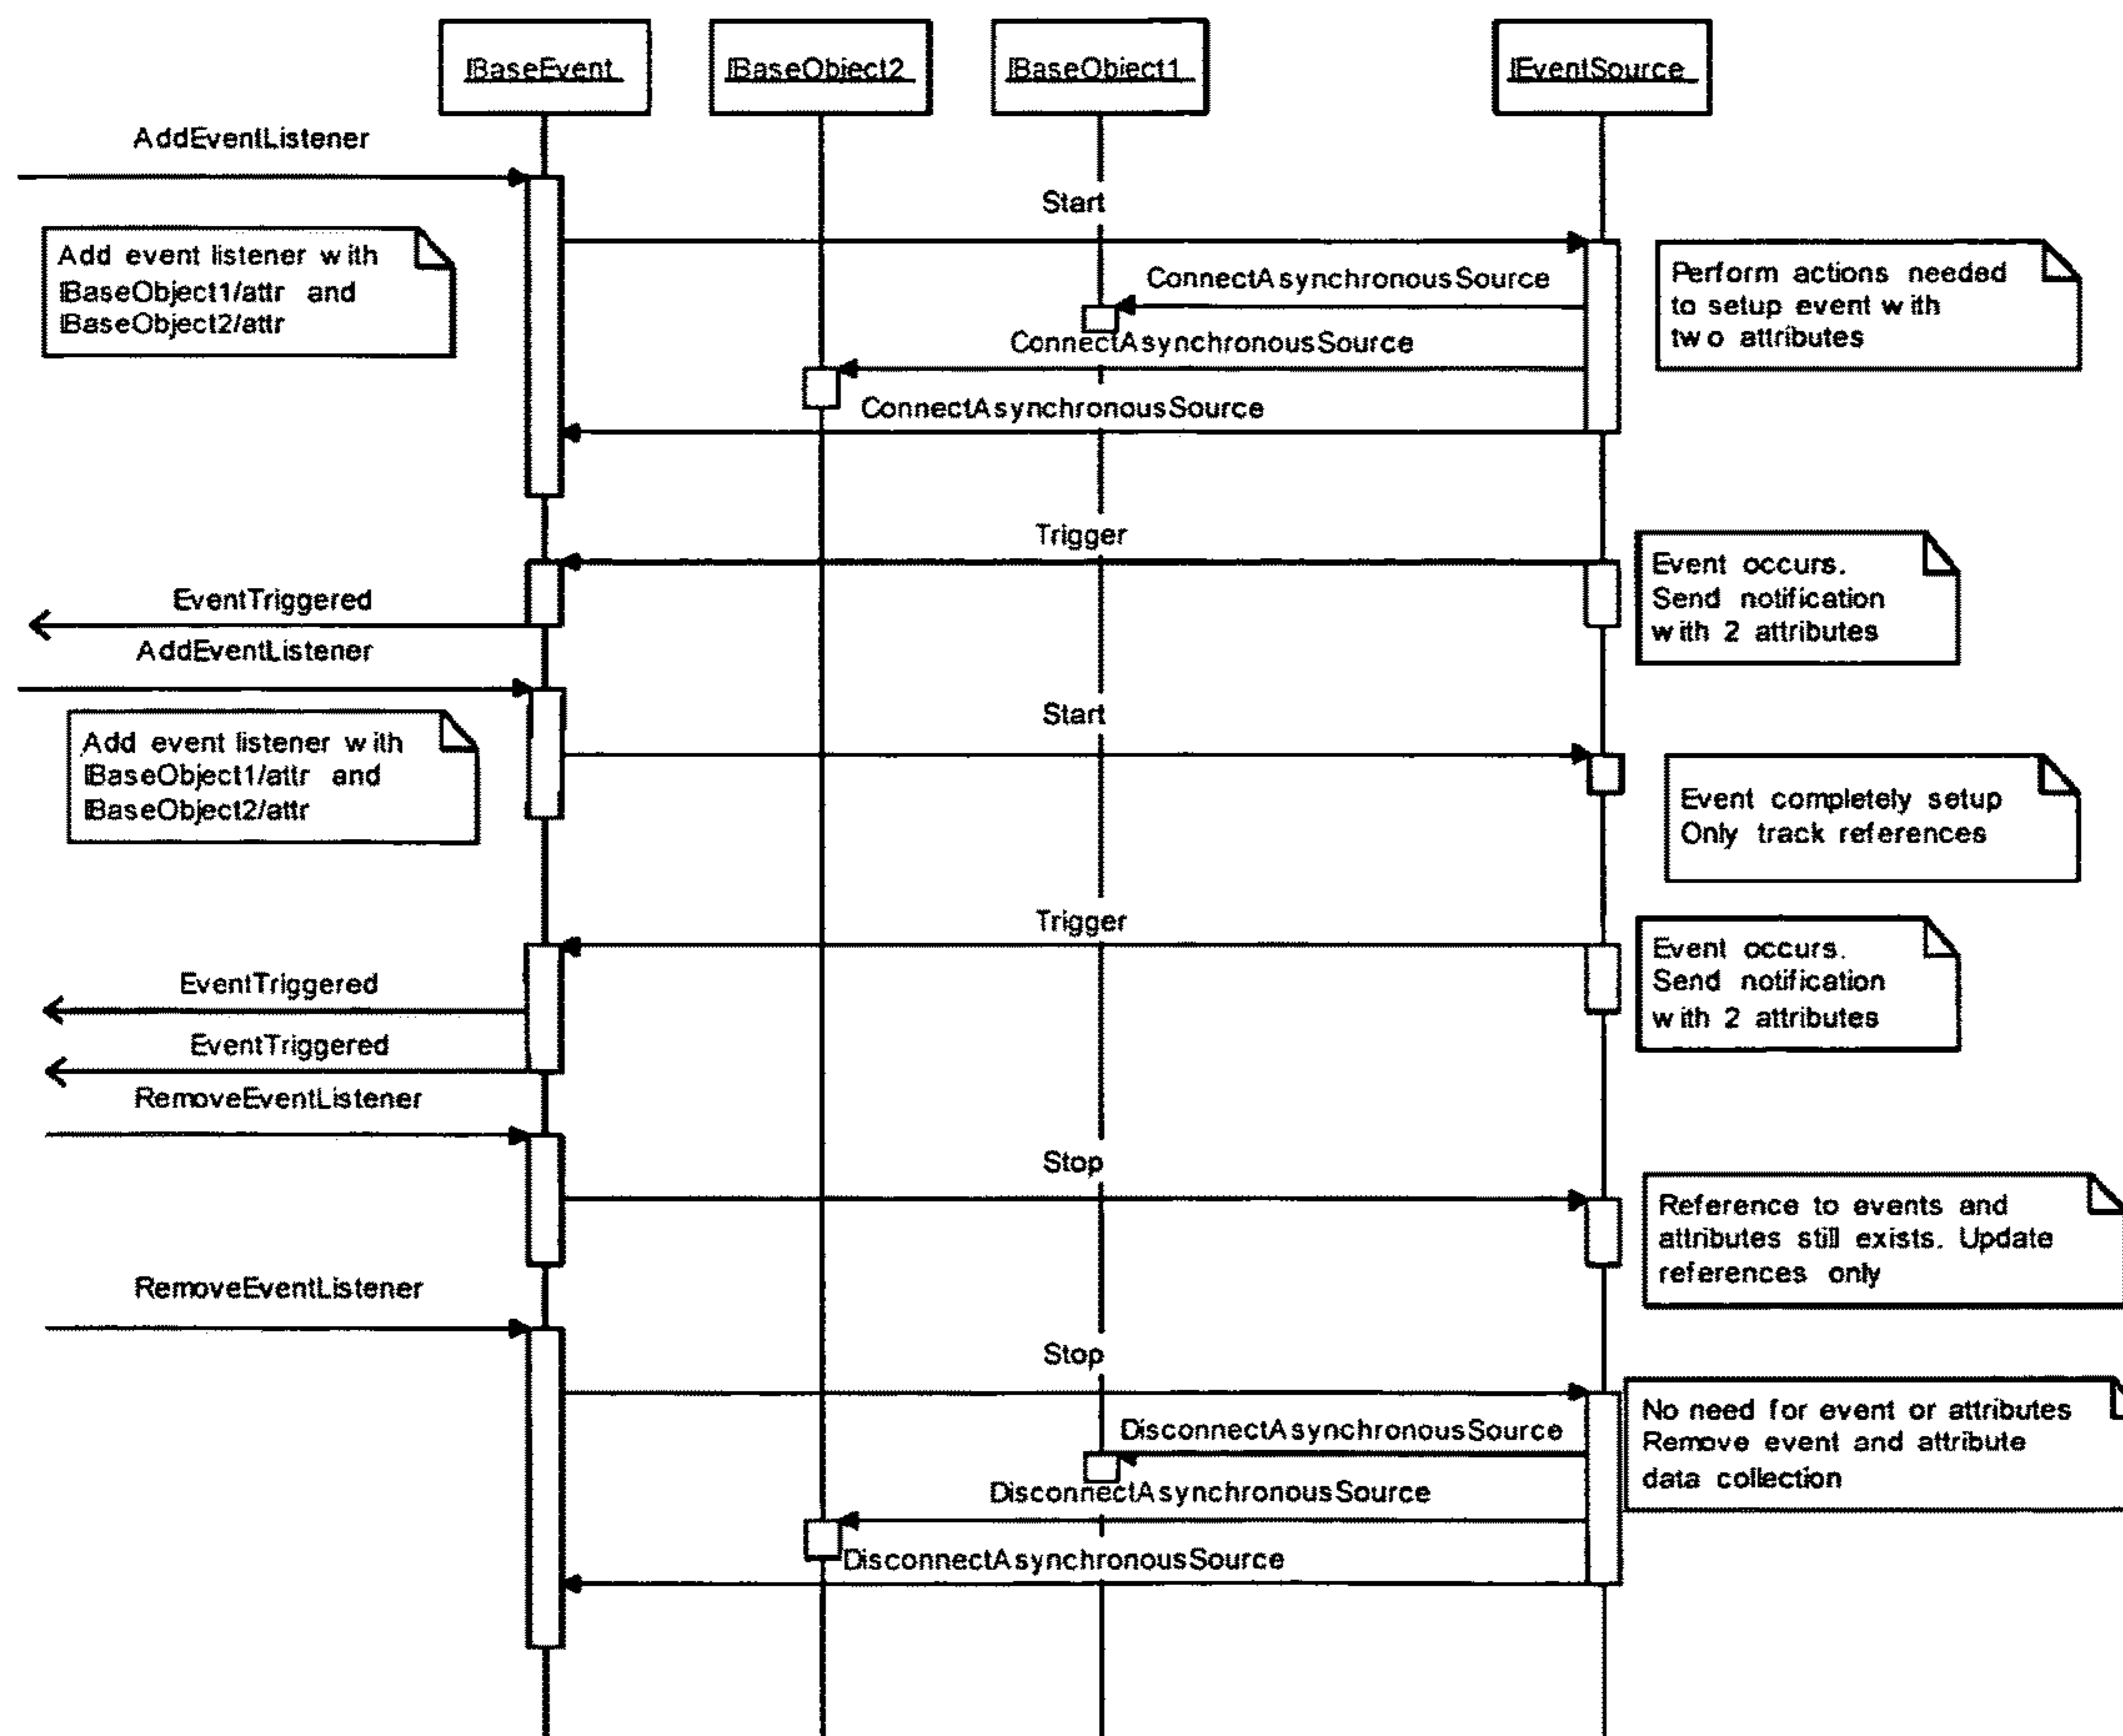 IBaseEvent
IBaseObject2
IBaseObject1
IEventSource
AddEventListener
Start
Add event listener with
IBaseObject1/attr and
IBaseObject2/attr
Perform actions needed
to setup event with
two attributes
ConnectAsynchronousSource
ConnectAsynchronousSource
ConnectAsynchronousSource
Trigger
Event occurs.
Send notification
with 2 attributes
EventTriggered
AddEventListener
Start
Add event listener with
IBaseObject1/attr and
IBaseObject2/attr
Event completely setup
Only track references
Trigger
Event occurs.
Send notification
with 2 attributes
EventTriggered
EventTriggered
RemoveEventListener
Stop
Reference to events and
attributes still exists. Update
references only
RemoveEventListener
Stop
No need for event or attributes
Remove event and attribute
data collection
DisconnectAsynchronousSource
DisconnectAsynchronousSource
DisconnectAsynchronousSource